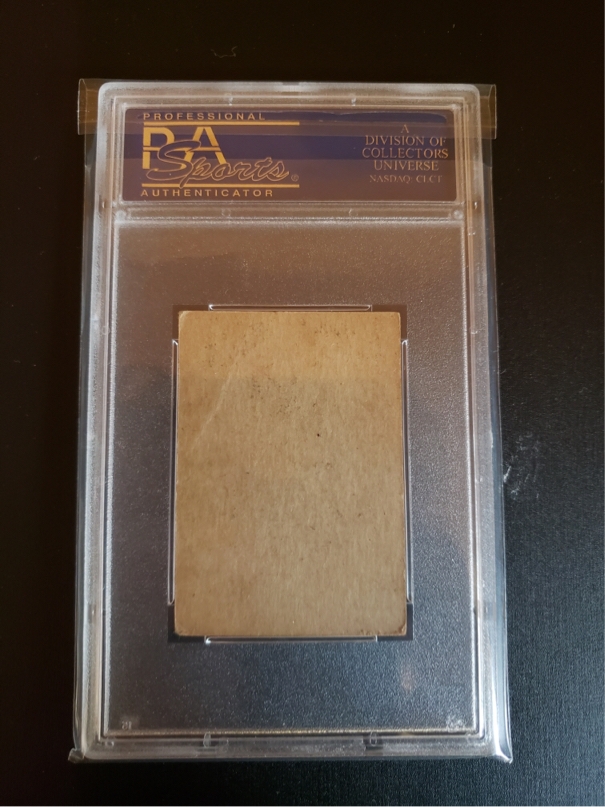 PROFESSIONAL
PSA
Sports®
AUTHENTICATOR
A
DIVISION OF
COLLECTORS
UNIVERSE
NASDAQ: CLCT